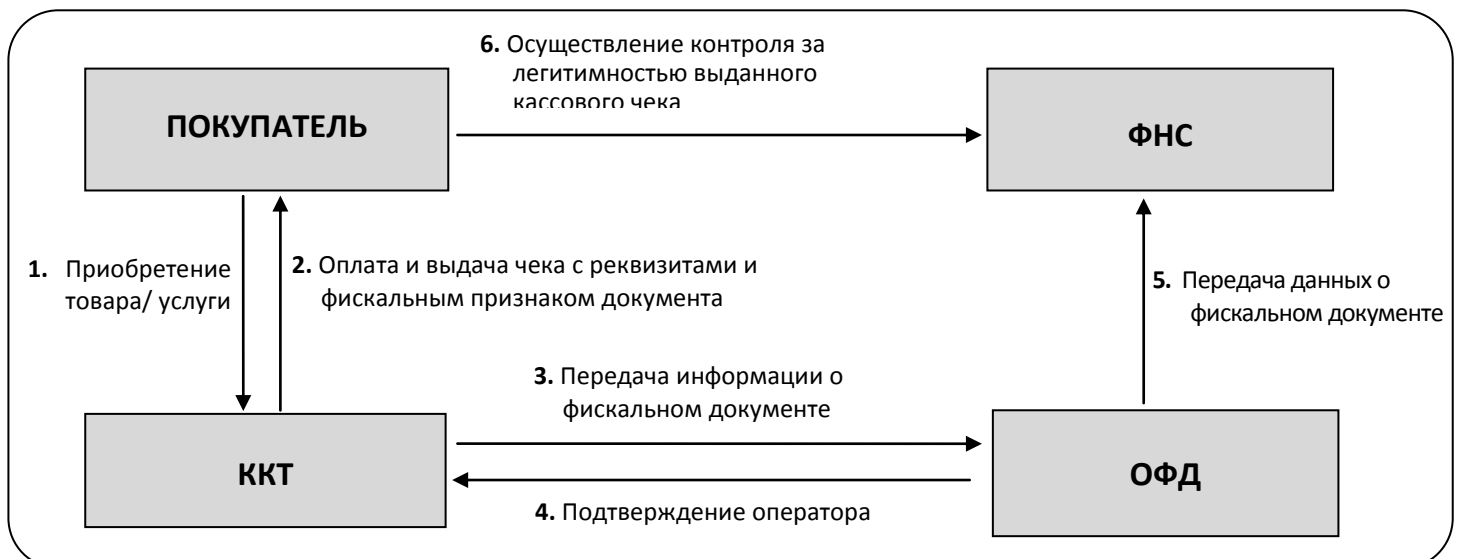 6. Осуществление контроля за
легитимностью выданного
кассового чека
ПОКУПАТЕЛЬ
ФНС
1. Приобретение
товара/ услуги
2. Оплата и выдача чека с реквизитами и
фискальным признаком документа
5. Передача данных о
фискальном документе
3. Передача информации о
фискальном документе
ККТ
ОФД
4. Подтверждение оператора